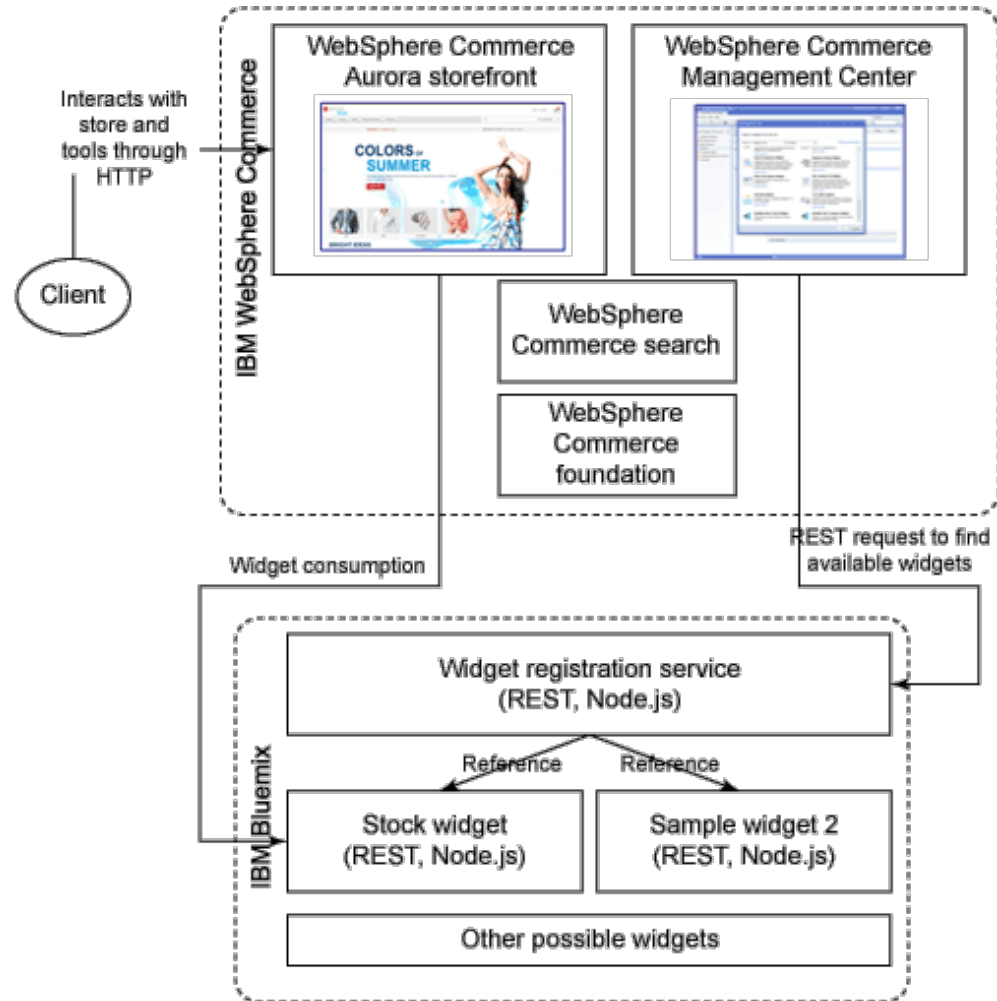 WebSphere Commerce
Aurora storefront
WebSphere Commerce
Management Center
Interacts with
store and
tools through
HTTP
COLORS OF
SUMMER
BRIGHT IDEAS
Client
IBM WebSphere Commerce
WebSphere
Commerce search
WebSphere
Commerce
foundation
Widget consumption
REST request to find
available widgets
Widget registration service
(REST, Node.js)
Reference
Reference
IBM Bluemix
Stock widget
(REST, Node.js)
Sample widget 2
(REST, Node.js)
Other possible widgets